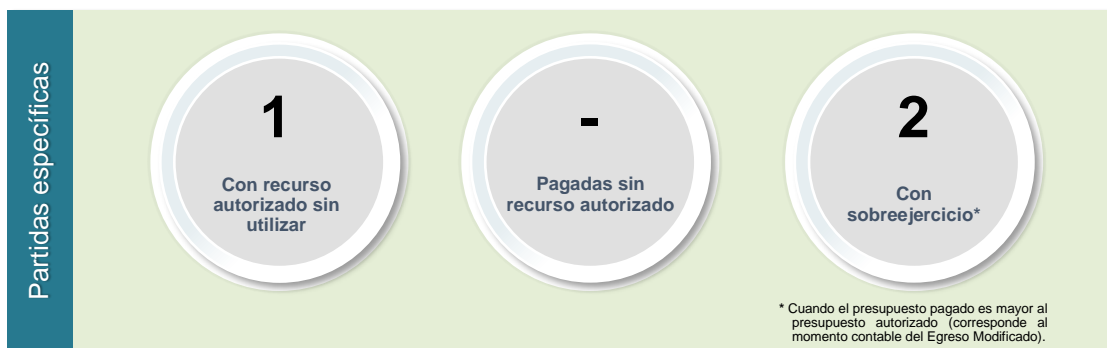 Partidas específicas
1
Con recurso
autorizado sin
utilizar
-
Pagadas sin
recurso autorizado
2
Con
sobreejercicio*
* Cuando el presupuesto pagado es mayor al
presupuesto autorizado (corresponde al
momento contable del Egreso Modificado).